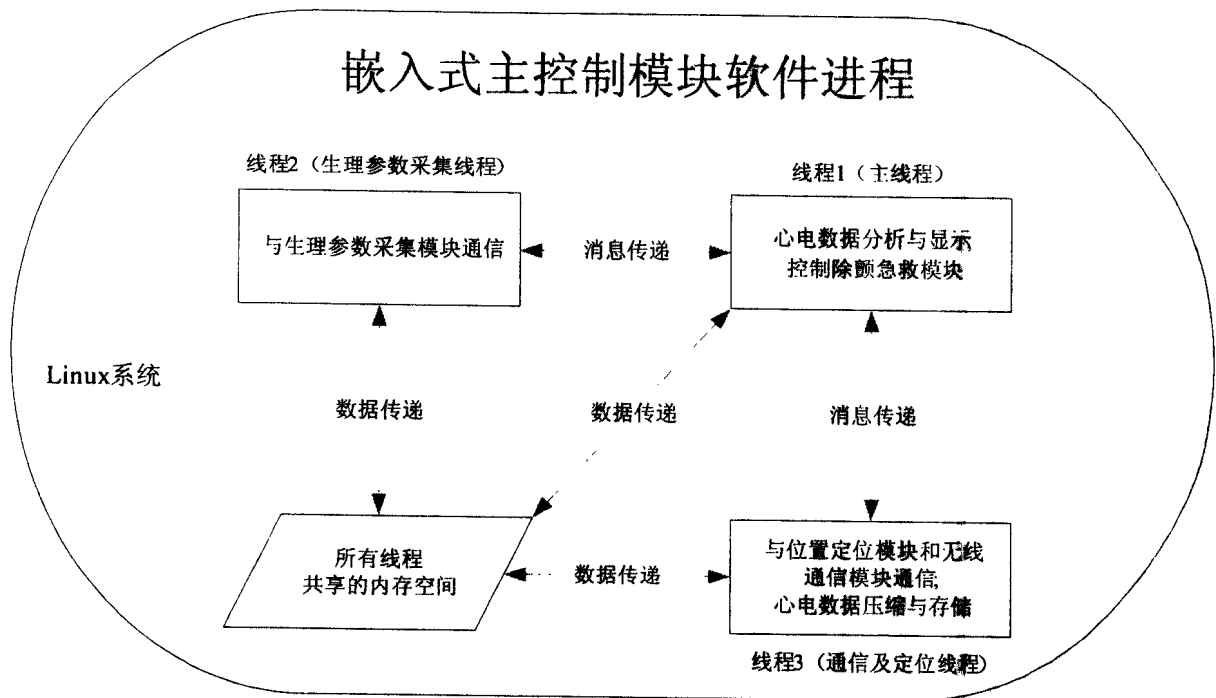 嵌入式主控制模块软件进程
线程2（生理参数采集线程）
线程1（主线程）
与生理参数采集模块通信
消息传递
心电数据分析与显示;
控制除颤急救模块
Linux系统
数据传递
数据传递
消息传递
所有线程
共享的内存空间
数据传递
与位置定位模块和无线
通信模块通信;
心电数据压缩与存储
线程3（通信及定位线程）